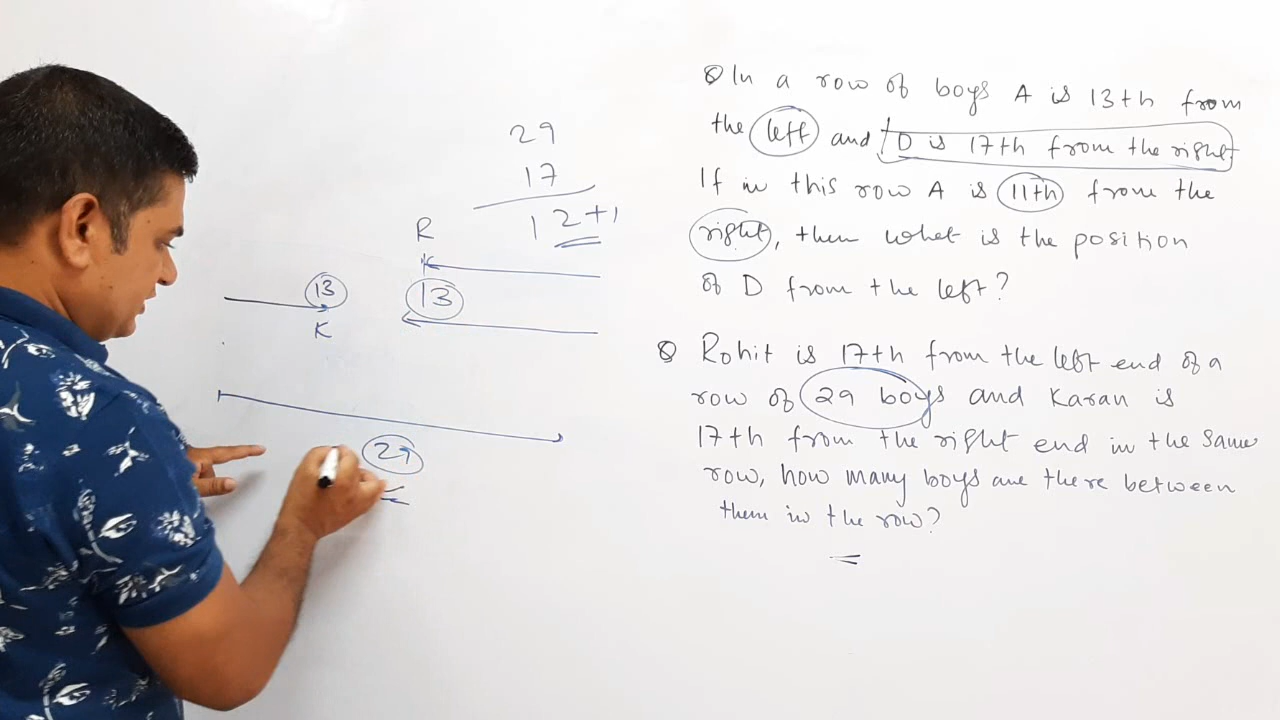 29
17
12+1
R
K
13
13
K
29
Q In a row of boys A is 13th from
the left and D is 17th from the right
If in this row A is 11th from the
right, then what is the position
of D from the left?
Q Rohit is 17th from the left end of a
row of 29 boys and Karan is
17th from the right end in the same
row, how many boys are there between
them in the row?